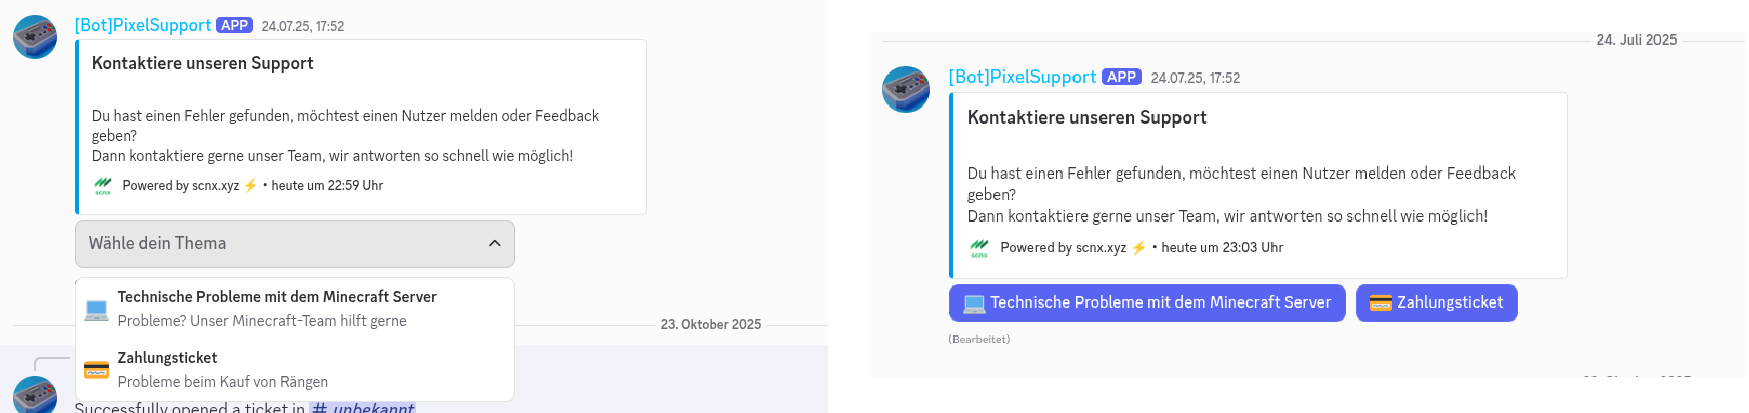 [Bot]PixelSupport APP 24.07.25, 17:52
Kontaktiere unseren Support
Du hast einen Fehler gefunden, möchtest einen Nutzer melden oder Feedback
geben?
Dann kontaktiere gerne unser Team, wir antworten so schnell wie möglich!
scnx Powered by scnx.xyz ⚡ • heute um 22:59 Uhr
Wähle dein Thema
Technische Probleme mit dem Minecraft Server
Probleme? Unser Minecraft-Team hilft gerne
23. Oktober 2025
Zahlungsticket
Probleme beim Kauf von Rängen
Successfully opened a ticket in # unbekannt
24. Juli 2025
[Bot]PixelSupport APP 24.07.25, 17:52
Kontaktiere unseren Support
Du hast einen Fehler gefunden, möchtest einen Nutzer melden oder Feedback
geben?
Dann kontaktiere gerne unser Team, wir antworten so schnell wie möglich!
scnx Powered by scnx.xyz ⚡ • heute um 23:03 Uhr
Technische Probleme mit dem Minecraft Server Zahlungsticket
(Bearbeitet)